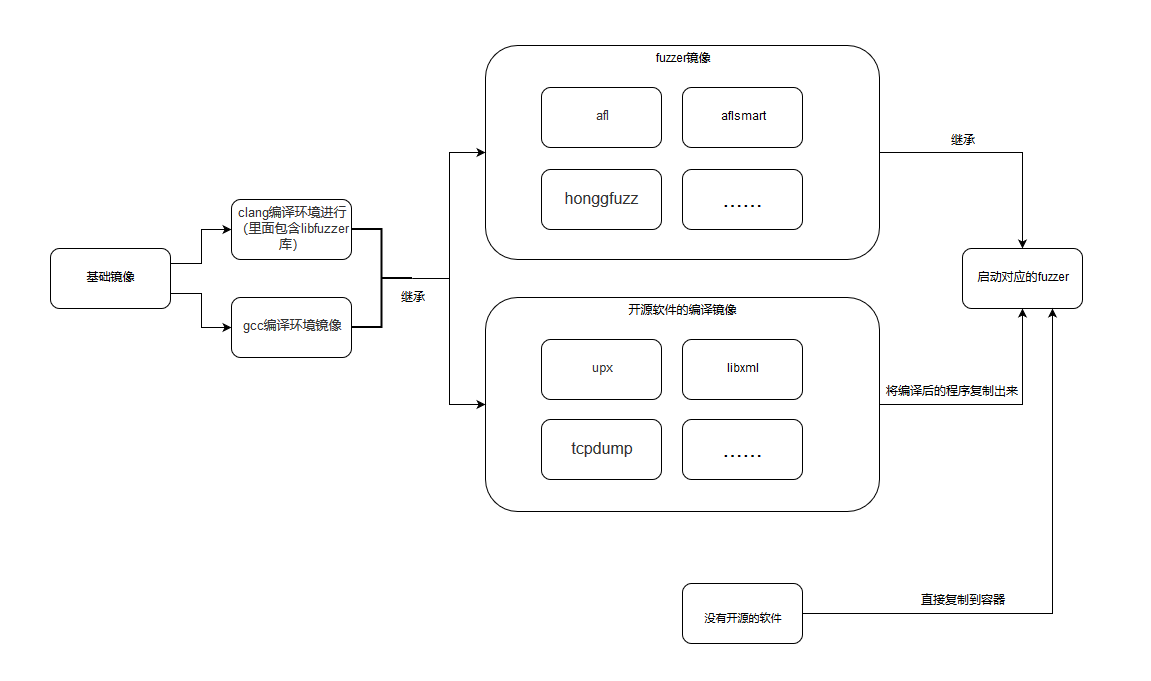 fuzzer镜像
afl
aflsmart
honggfuzz
……
继承
clang编译环境进行
（里面包含libfuzzer
库）
基础镜像
gcc编译环境镜像
继承
启动对应的fuzzer
开源软件的编译镜像
upx
libxml
tcpdump
……
将编译后的程序复制出来
没有开源的软件
直接复制到容器